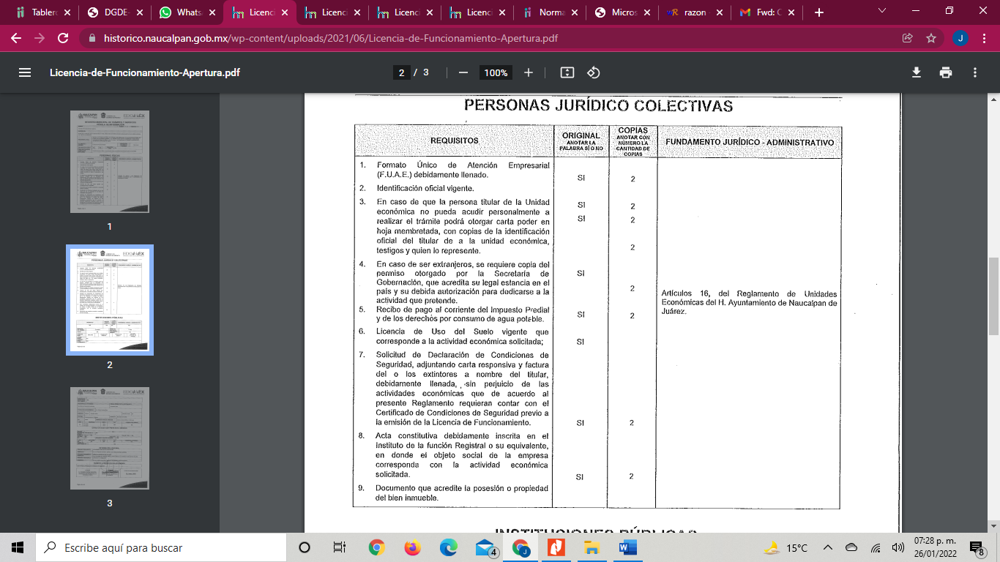 Tablero
DGDE-
WhatsA
Licenci
Licenci
Licenci
Licenci
Norma
Micros
razon -
Fwd: C
historico.naucalpan.gob.mx/wp-content/uploads/2021/06/Licencia-de-Funcionamiento-Apertura.pdf
J
Licencia-de-Funcionamiento-Apertura.pdf
2 / 3
100%
1
2
3
PERSONAS JURÍDICO COLECTIVAS
REQUISITOS
ORIGINAL
ANOTAR LA
PALABRA SÍ O NO
COPIAS
ANOTAR CON
NÚMERO LA
CANTIDAD DE
COPIAS
FUNDAMENTO JURÍDICO - ADMINISTRATIVO
1. Formato Único de Atención Empresarial
(F.U.A.E.) debidamente llenado.
SI 2
2. Identificación oficial vigente.
3. En caso de que la persona titular de la Unidad
SI 2
económica no pueda acudir personalmente a
realizar el trámite podrá otorgar carta poder en
SI 2
hoja membretada, con copias de la identificación
oficial del titular de a la unidad económica,
testigos y quien lo represente.
2
4. En caso de ser extranjeros, se requiere copia del
permiso otorgado por la Secretaría de
SI
Gobernación, que acredita su legal estancia en el
país y su debida autorización para dedicarse a la
2
actividad que pretende.
5. Recibo de pago al corriente del Impuesto Predial
SI 2
y de los derechos por consumo de agua potable.
6. Licencia de Uso del Suelo vigente que
corresponde a la actividad económica solicitada;
SI
7. Solicitud de Declaración de Condiciones de
Seguridad, adjuntando carta responsiva y factura
del o los extintores a nombre del titular,
debidamente llenada, sin perjuicio de las
actividades económicas que de acuerdo al
presente Reglamento requieran contar con el
Certificado de Condiciones de Seguridad previo a
la emisión de la Licencia de Funcionamiento.
SI 2
8. Acta constitutiva debidamente inscrita en el
instituto de la función Registral o su equivalente,
en donde el objeto social de la empresa
corresponda con la actividad económica
solicitada.
SI 2
9. Documento que acredite la posesión o propiedad
del bien inmueble.
Artículos 16, del Reglamento de Unidades
Económicas del H. Ayuntamiento de Naucalpan de
Juárez.
INSTITUCIONES PÚBLICAS
Escribe aquí para buscar
4
J
15°C
07:28 p. m.
26/01/2022
8